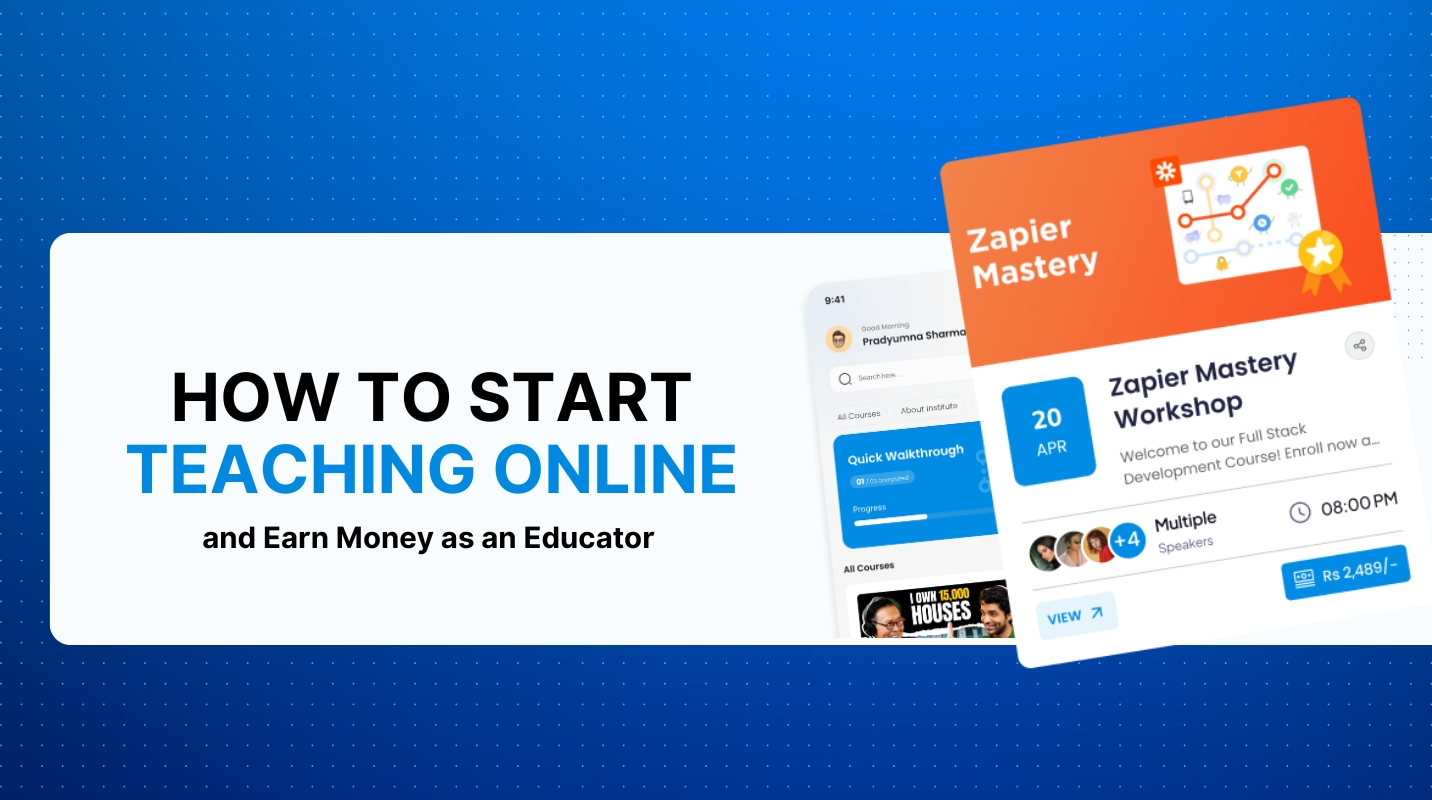 HOW TO START
TEACHING ONLINE
and Earn Money as an Educator
9:41
Good Morning
Pradyumna Sharma
Search here...
All Courses
About institute
Quick Walkthrough
01 / 03 completed
Progress
All Courses
I OWN 15,000
HOUSES
Zapier
Mastery
20
APR
Zapier Mastery
Workshop
Welcome to our Full Stack
Development Course! Enroll now a...
+4
Multiple
Speakers
08:00 PM
Rs 2,489/-
VIEW